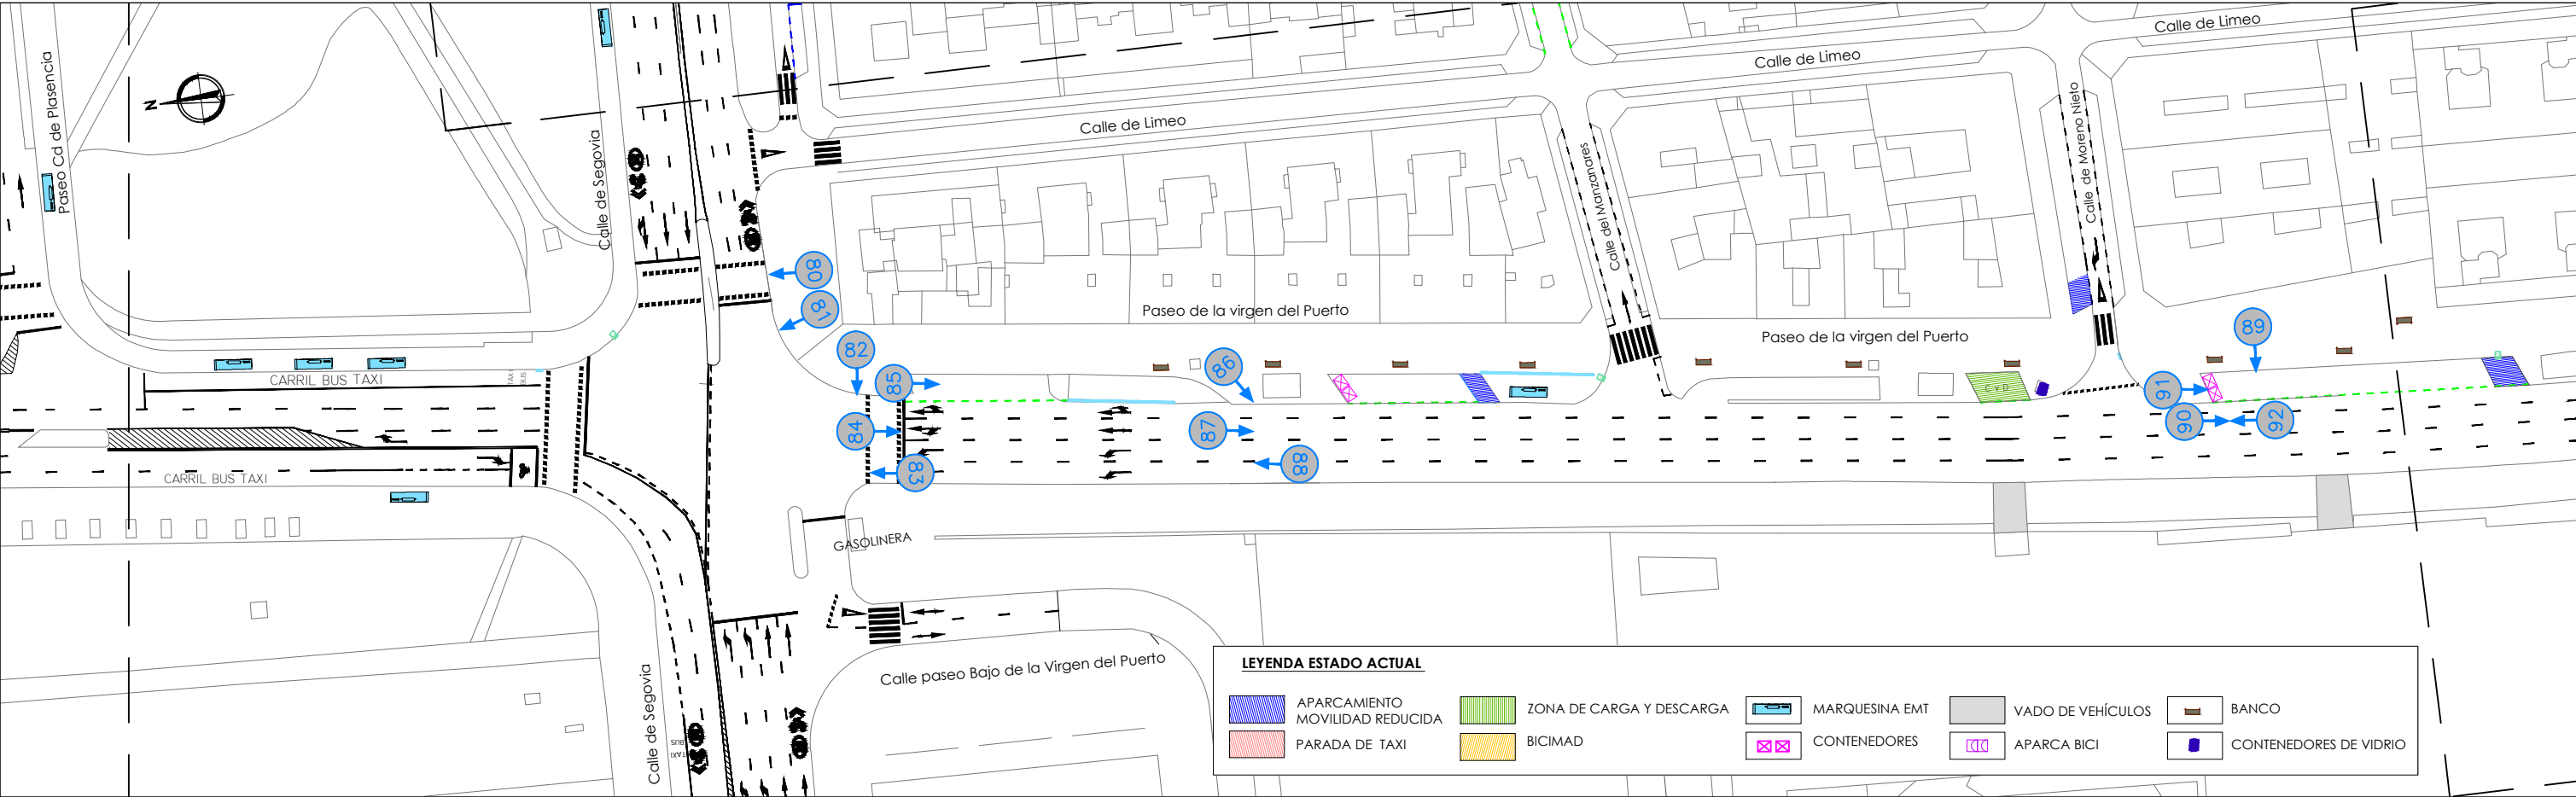 Calle de Limeo
Calle de Limeo
Calle de Limeo
Paseo Cd de Plasencia
N
Calle de Segovia
Calle del Manzanares
Calle de Moreno Nieto
80
81
Paseo de la virgen del Puerto
Paseo de la virgen del Puerto
82
85
86
89
84
87
83
88
91
90
92
CARRIL BUS TAXI
TAXI
BUS
C y D
CARRIL BUS TAXI
GASOLINERA
Calle paseo Bajo de la Virgen del Puerto
Calle de Segovia
BUS
TAXI
LEYENDA ESTADO ACTUAL
APARCAMIENTO
MOVILIDAD REDUCIDA
ZONA DE CARGA Y DESCARGA
MARQUESINA EMT
VADO DE VEHÍCULOS
BANCO
PARADA DE TAXI
BICIMAD
CONTENEDORES
APARCA BICI
CONTENEDORES DE VIDRIO